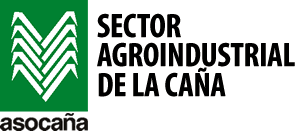 SECTOR
AGROINDUSTRIAL
DE LA CAÑA
asocaña